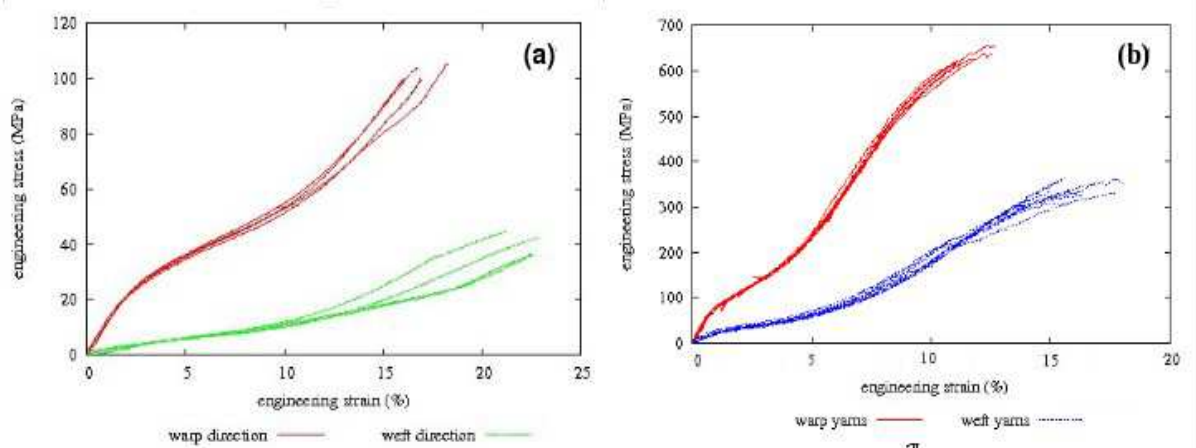 120
100
80
60
40
20
0
engineering stress (MPa)
(a)
0 5 10 15 20 25
engineering strain (%)
warp direction weft direction
700
600
500
400
300
200
100
0
engineering stress (MPa)
(b)
0 5 10 15 20
engineering strain (%)
warp yarns weft yarns